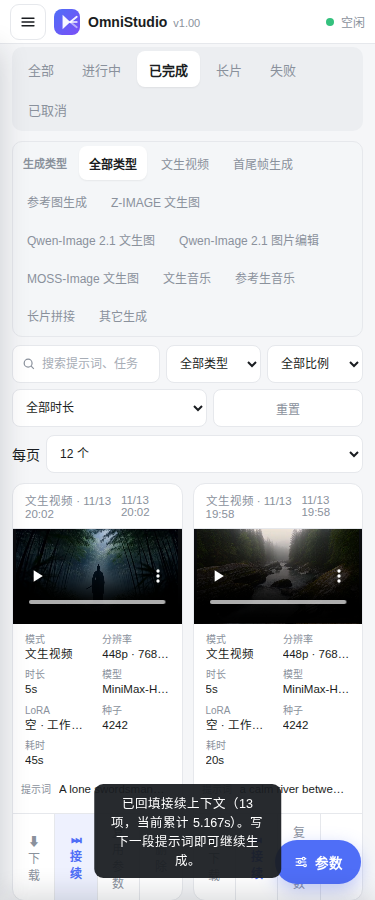 OmniStudio v1.00
空闲
全部 进行中 已完成 长片 失败
已取消
生成类型 全部类型 文生视频 首尾帧生成
参考图生成 Z-IMAGE 文生图
Qwen-Image 2.1 文生图 Qwen-Image 2.1 图片编辑
MOSS-Image 文生图 文生音乐 参考生音乐
长片拼接 其它生成
搜索提示词、任务 全部类型 全部比例
全部时长 重置
每页 12 个
文生视频 · 11/13 20:02
11/13 20:02
模式 分辨率
文生视频 448p · 768…
时长 模型
5s MiniMax-H…
LoRA 种子
空 · 工作… 4242
耗时
45s
提示词 A lone
下载
接续
数
文生视频 · 11/13 19:58
11/13 19:58
模式 分辨率
文生视频 448p · 768…
时长 模型
5s MiniMax-H…
LoRA 种子
空 · 工作… 4242
耗时
20s
river betwe…
复
数
已回填接续上下文（13
项，当前累计 5.167s）。写
下一段提示词即可继续生
成。
参数